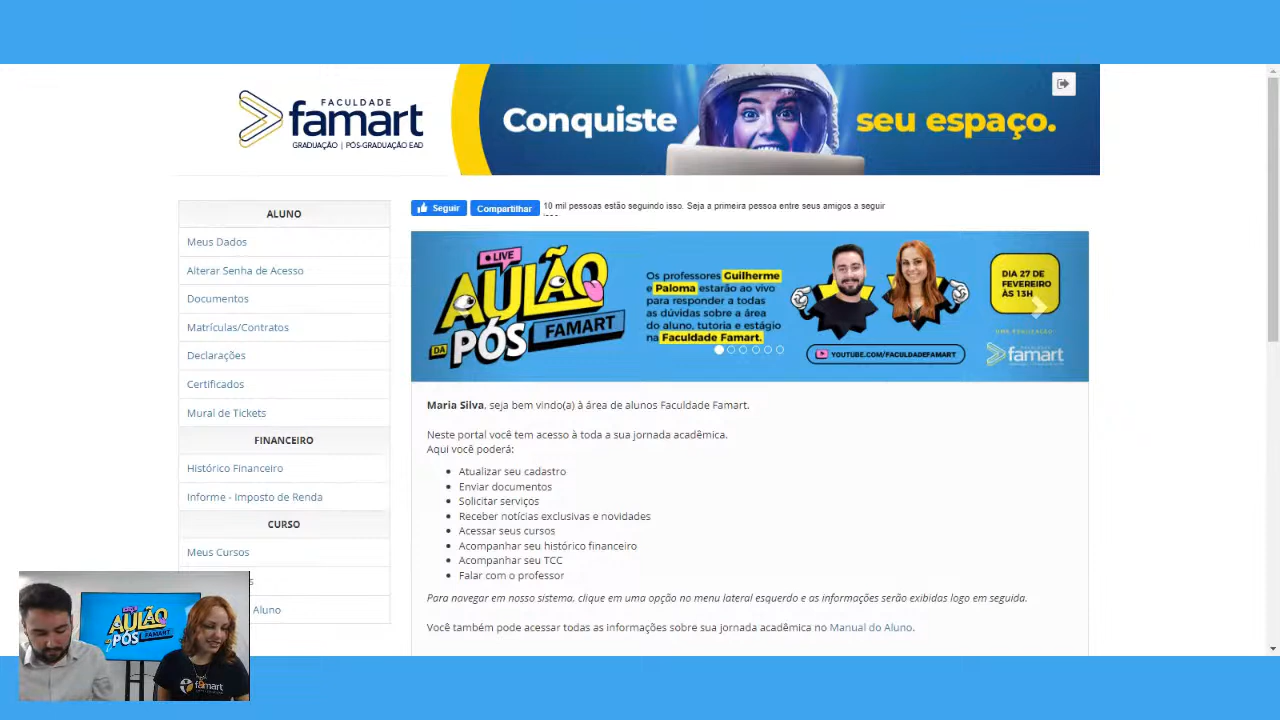 FACULDADE
famart
GRADUAÇÃO | PÓS-GRADUAÇÃO EAD
Conquiste
seu espaço.
ALUNO
Meus Dados
Alterar Senha de Acesso
Documentos
Matrículas/Contratos
Declarações
Certificados
Mural de Tickets
FINANCEIRO
Histórico Financeiro
Informe - Imposto de Renda
CURSO
Meus Cursos
Aluno
Seguir
Compartilhar
10 mil pessoas estão seguindo isso. Seja a primeira pessoa entre seus amigos a seguir
LIVE
AULÃO
DA PÓS FAMART
Os professores Guilherme
e Paloma estarão ao vivo
para responder a todas
as dúvidas sobre a área
do aluno, tutoria e estágio
na Faculdade Famart.
YOUTUBE.COM/FACULDADEFAMART
DIA 27 DE
FEVEREIRO
ÀS 13H
UMA REALIZAÇÃO
FACULDADE
famart
Maria Silva, seja bem vindo(a) à área de alunos Faculdade Famart.
Neste portal você tem acesso à toda a sua jornada acadêmica.
Aqui você poderá:
Atualizar seu cadastro
Enviar documentos
Solicitar serviços
Receber notícias exclusivas e novidades
Acessar seus cursos
Acompanhar seu histórico financeiro
Acompanhar seu TCC
Falar com o professor
Para navegar em nosso sistema, clique em uma opção no menu lateral esquerdo e as informações serão exibidas logo em seguida.
Você também pode acessar todas as informações sobre sua jornada acadêmica no Manual do Aluno.
AULÃO
PÓS FAMART
famart